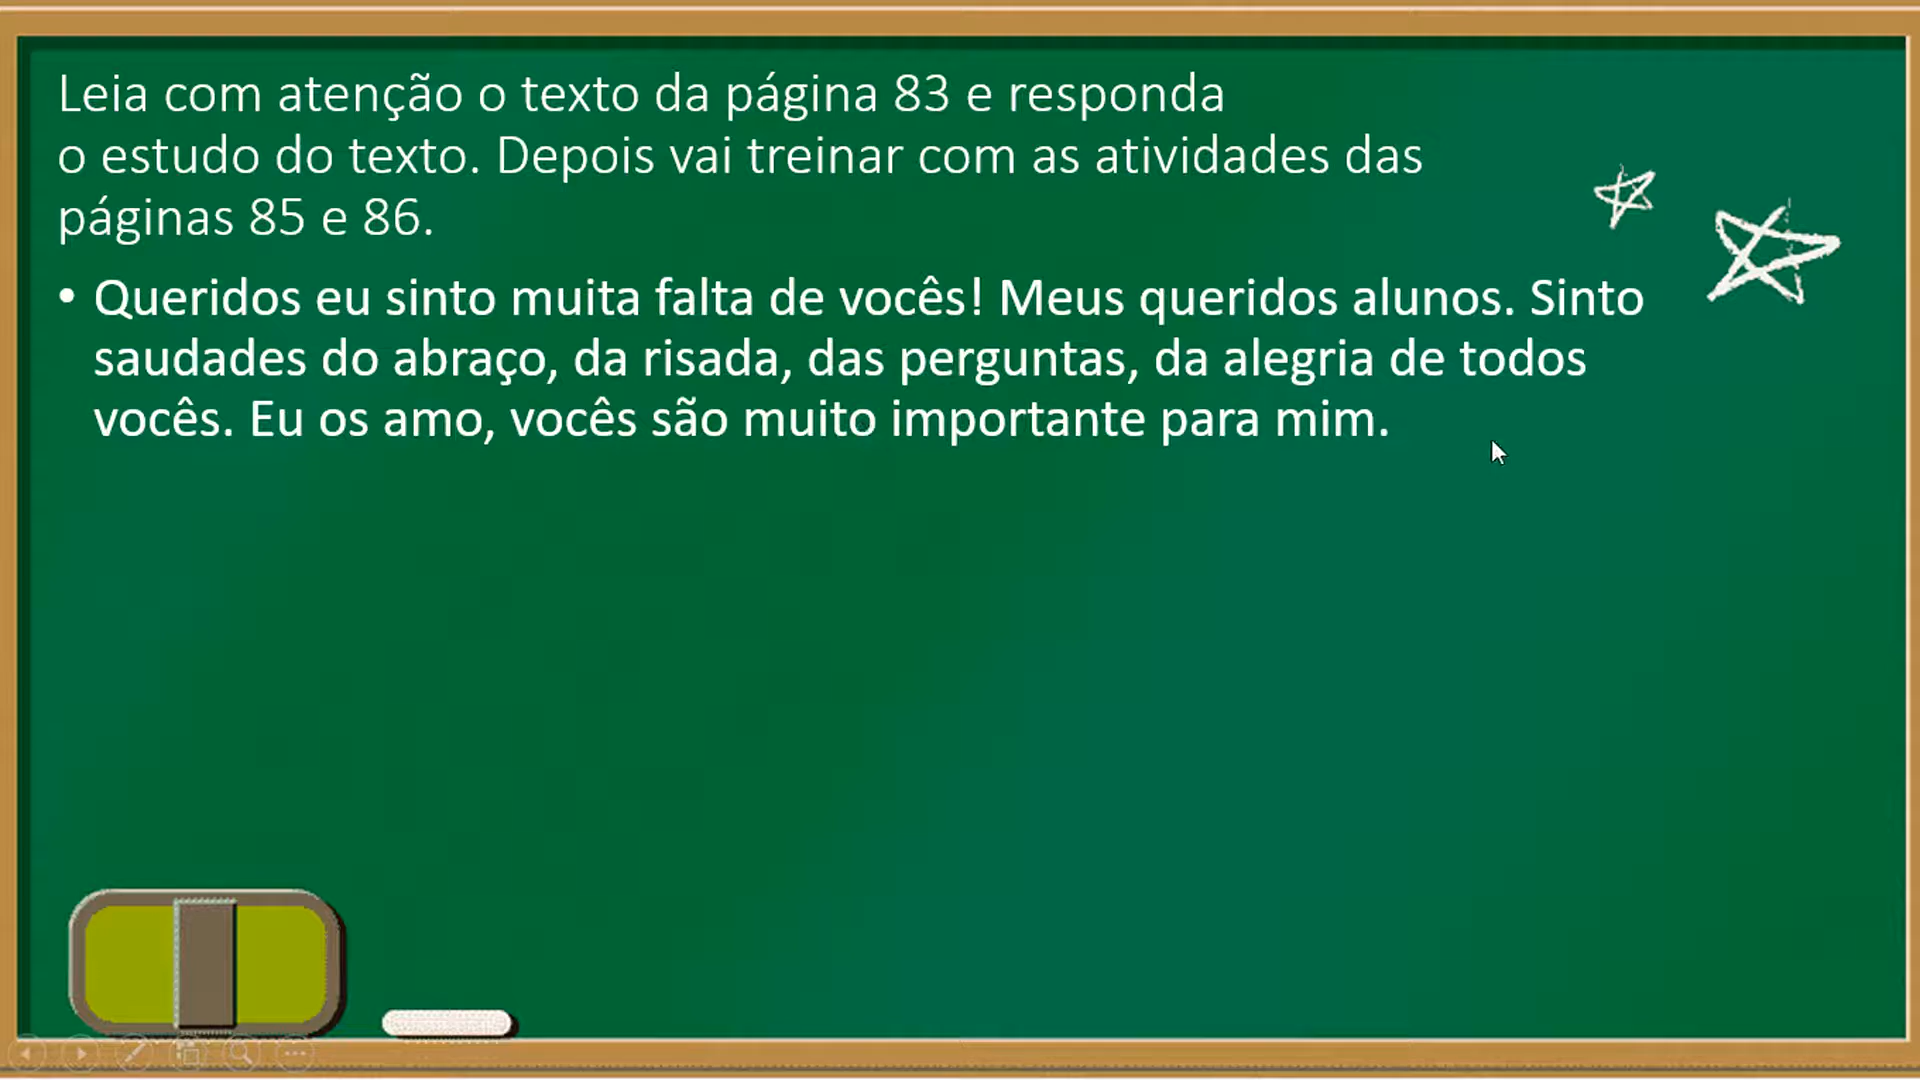 Leia com atenção o texto da página 83 e responda
o estudo do texto. Depois vai treinar com as atividades das
páginas 85 e 86.
• Queridos eu sinto muita falta de vocês! Meus queridos alunos. Sinto
saudades do abraço, da risada, das perguntas, da alegria de todos
vocês. Eu os amo, vocês são muito importante para mim.